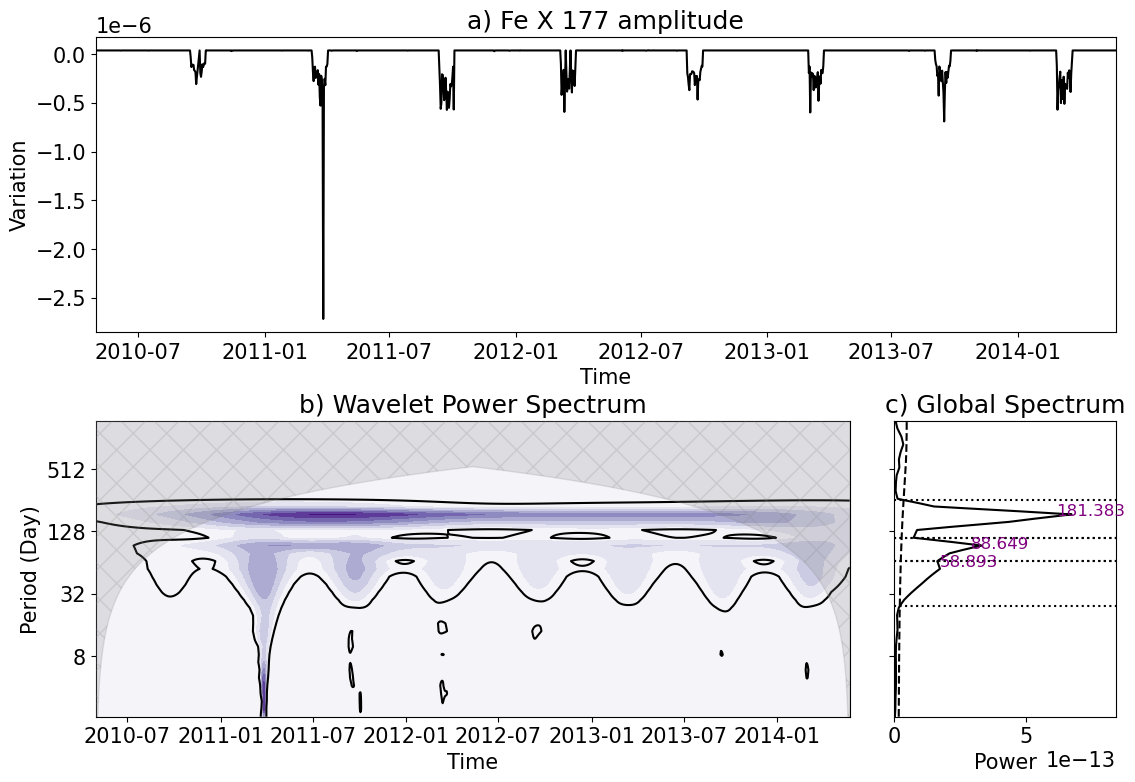 a) Fe X 177 amplitude
1e−6
0.0
−0.5
−1.0
−1.5
−2.0
−2.5
Variation
2010-07 2011-01 2011-07 2012-01 2012-07 2013-01 2013-07 2014-01
Time
b) Wavelet Power Spectrum
512
128
32
8
Period (Day)
2010-07 2011-01 2011-07 2012-01 2012-07 2013-01 2013-07 2014-01
Time
c) Global Spectrum
181.383
88.649
58.893
0 5
Power 1e−13